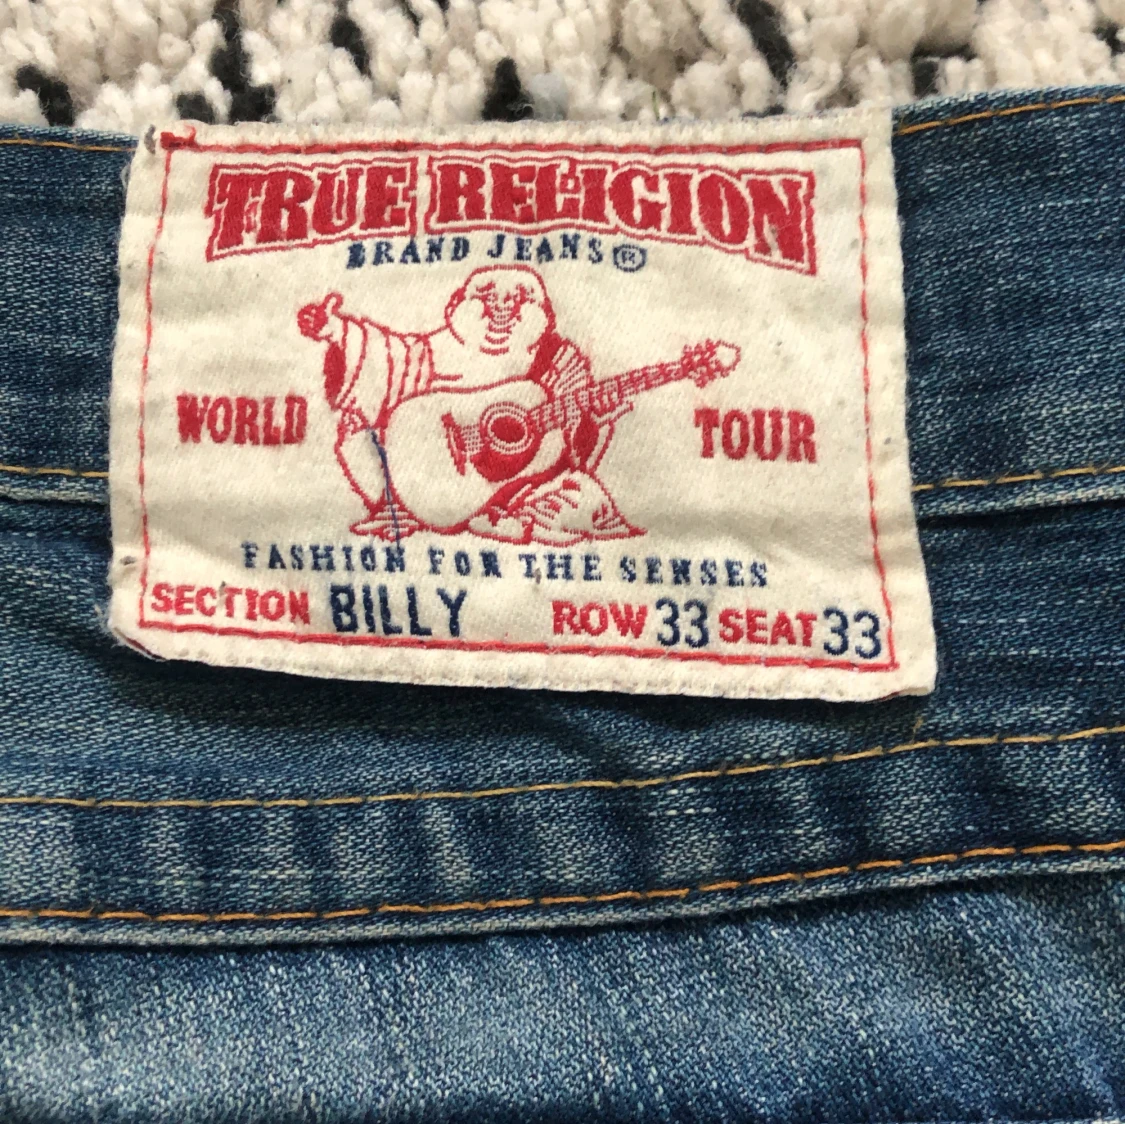 TRUE RELIGION
BRAND JEANS®
WORLD TOUR
FASHION FOR THE SENSES
SECTION BILLY ROW 33 SEAT 33